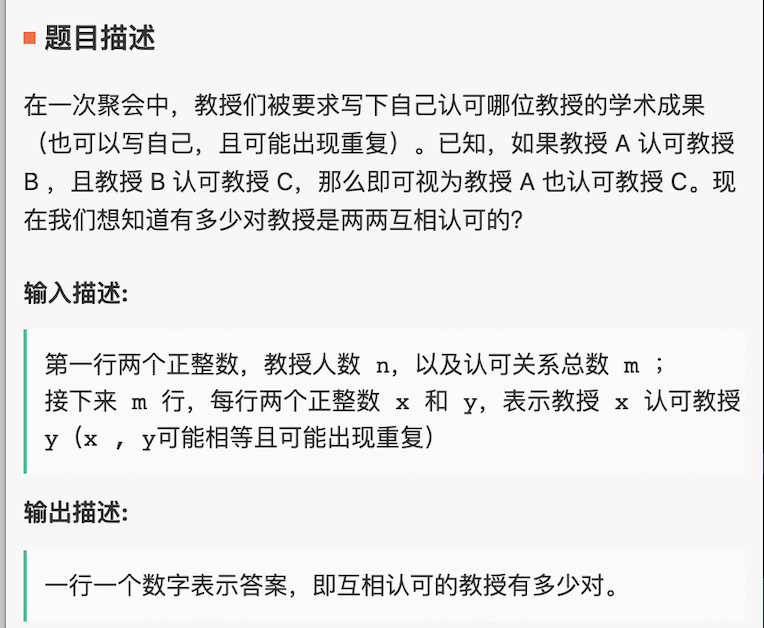 题目描述
在一次聚会中，教授们被要求写下自己认可哪位教授的学术成果
（也可以写自己，且可能出现重复）。已知，如果教授 A 认可教授
B ，且教授 B 认可教授 C，那么即可视为教授 A 也认可教授 C。现
在我们想知道有多少对教授是两两互相认可的？
输入描述:
第一行两个正整数，教授人数 n，以及认可关系总数 m ；
接下来 m 行，每行两个正整数 x 和 y，表示教授 x 认可教授
y（x , y可能相等且可能出现重复）
输出描述:
一行一个数字表示答案，即互相认可的教授有多少对。